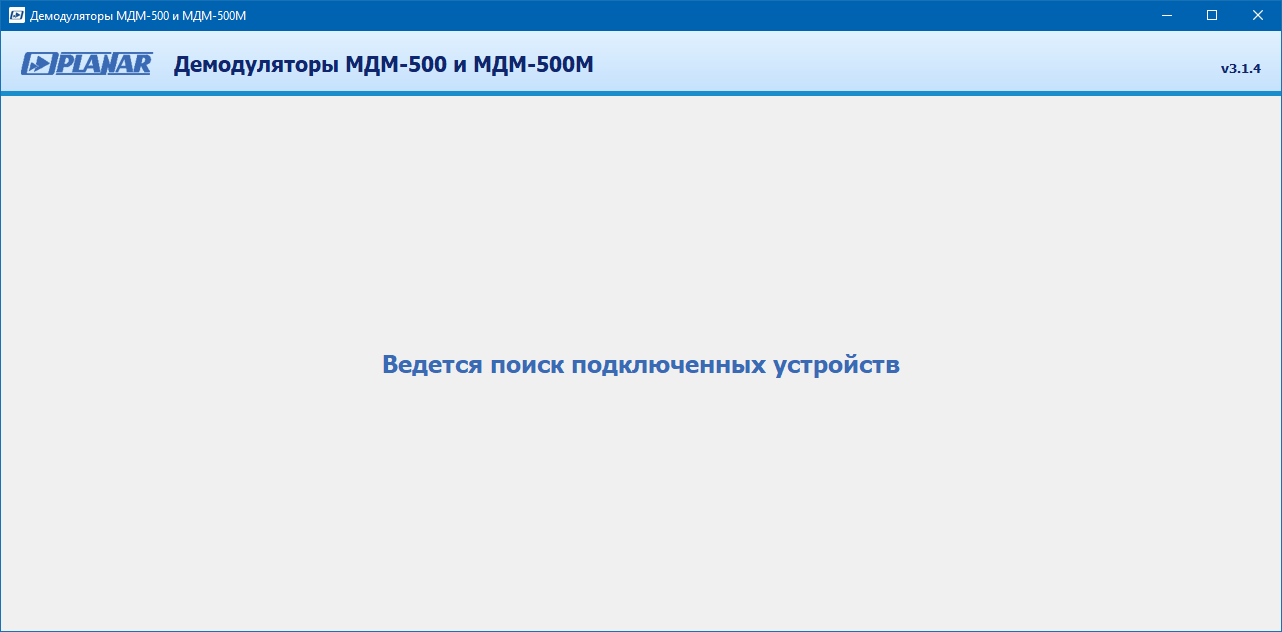 Демодуляторы МДМ-500 и МДМ-500М
PLANAR Демодуляторы МДМ-500 и МДМ-500М
v3.1.4
Ведется поиск подключенных устройств